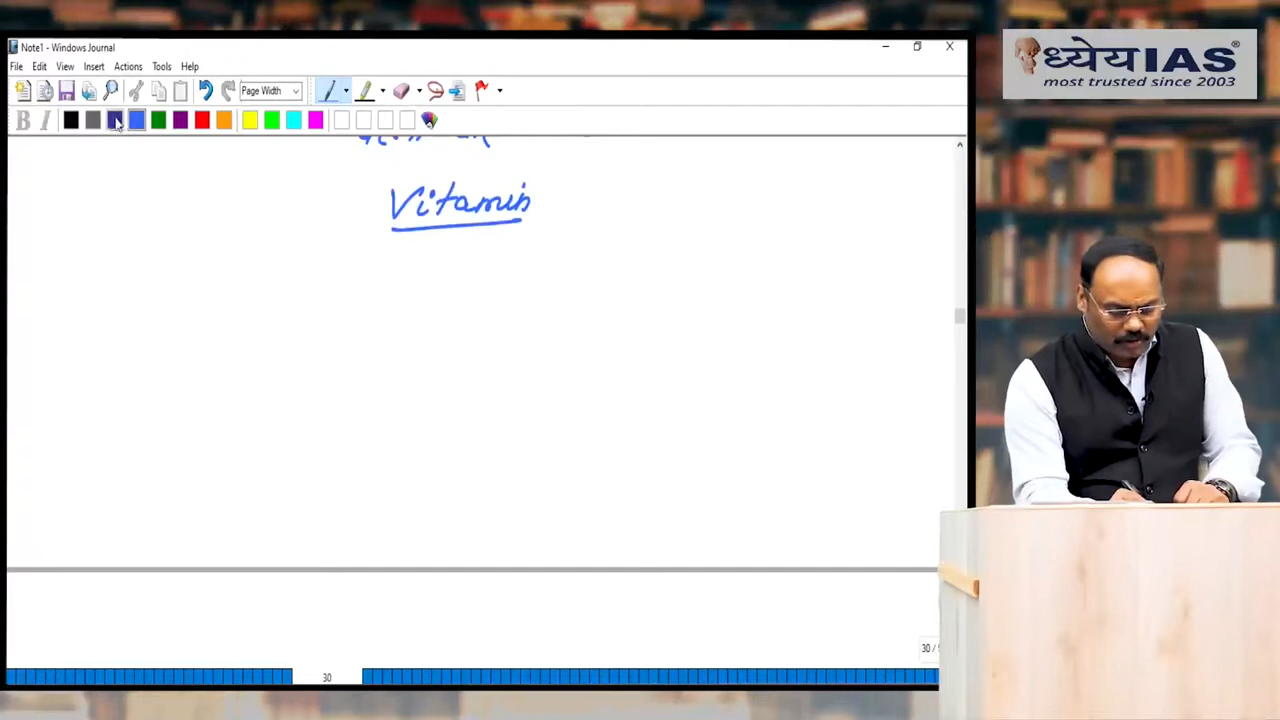 Note1 - Windows Journal
File Edit View Insert Actions Tools Help
Page Width
B I
Vitamin
30 /
30
ध्येयIAS®
most trusted since 2003